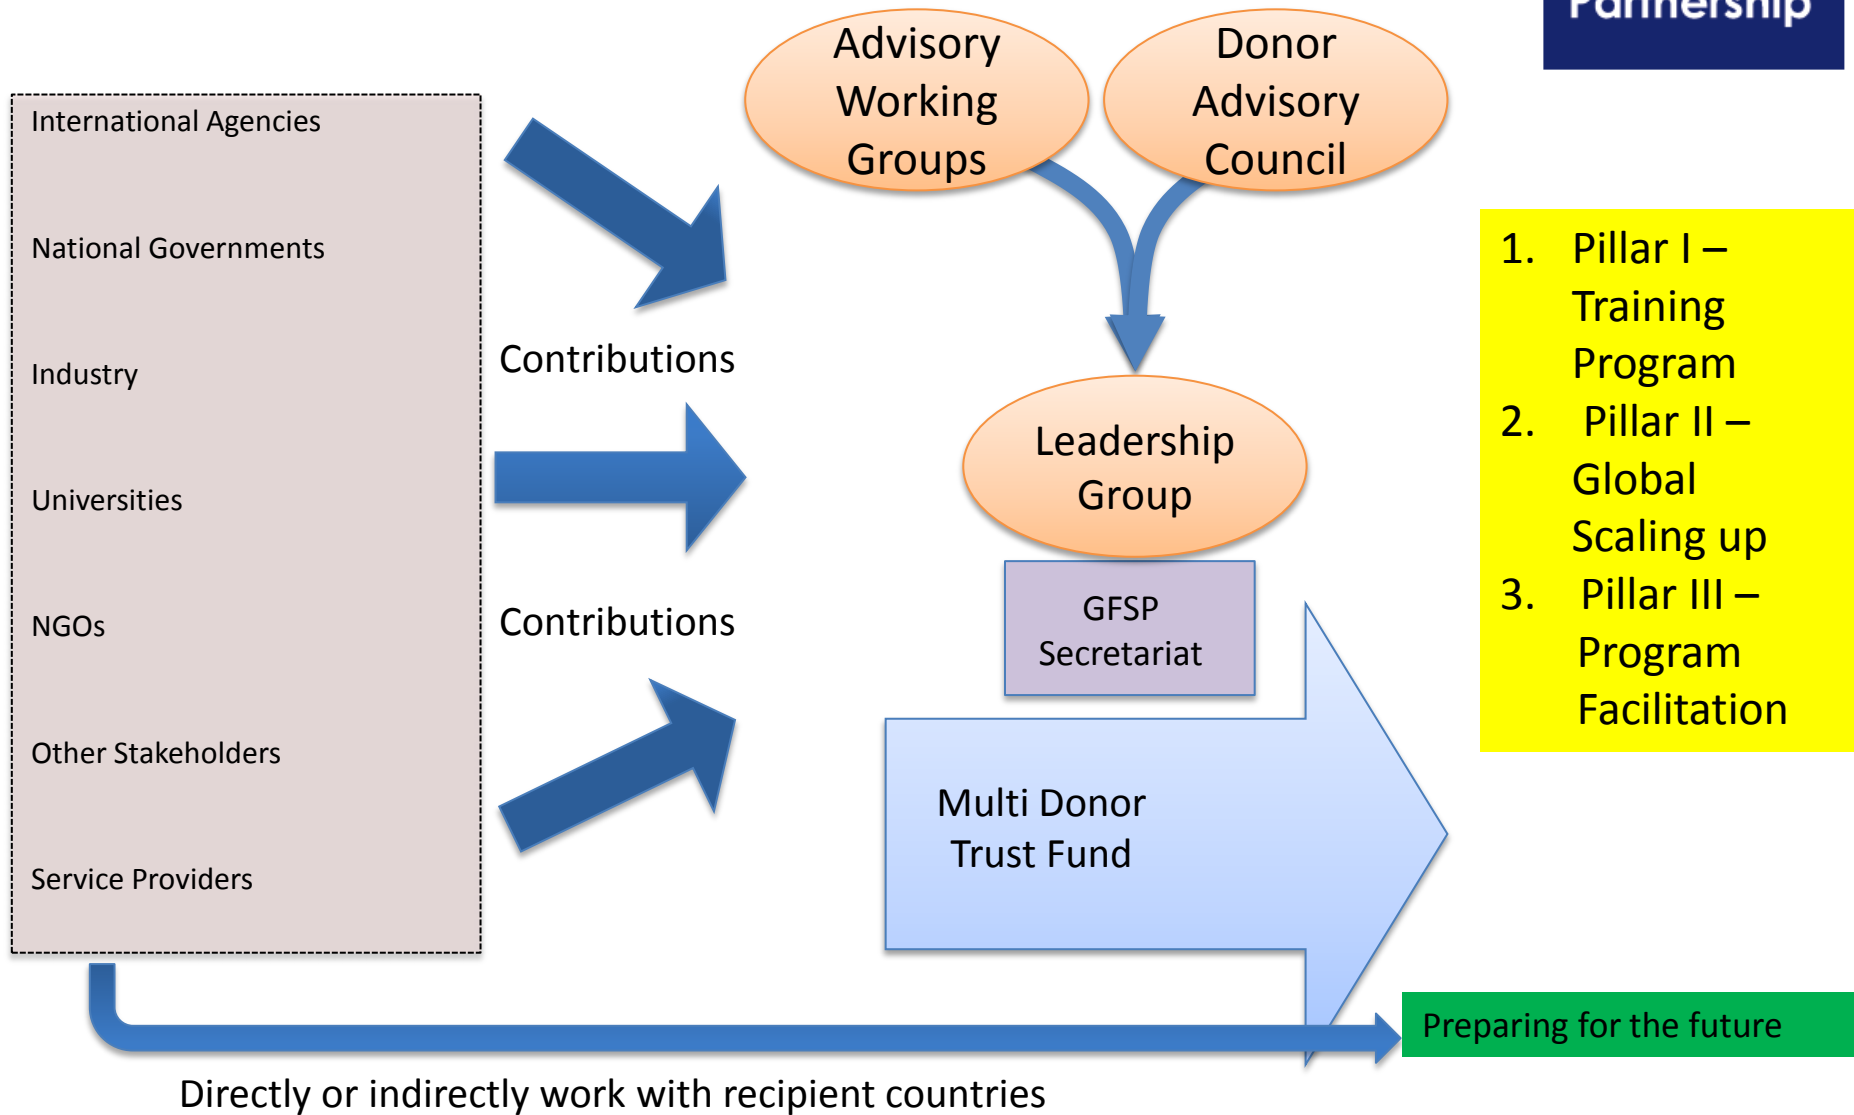 Partnership
Advisory
Working
Groups
Donor
Advisory
Council
International Agencies
National Governments
Industry
Universities
NGOs
Other Stakeholders
Service Providers
Contributions
Contributions
Leadership
Group
GFSP
Secretariat
Multi Donor
Trust Fund
1. Pillar I –
Training
Program
2. Pillar II –
Global
Scaling up
3. Pillar III –
Program
Facilitation
Preparing for the future
Directly or indirectly work with recipient countries